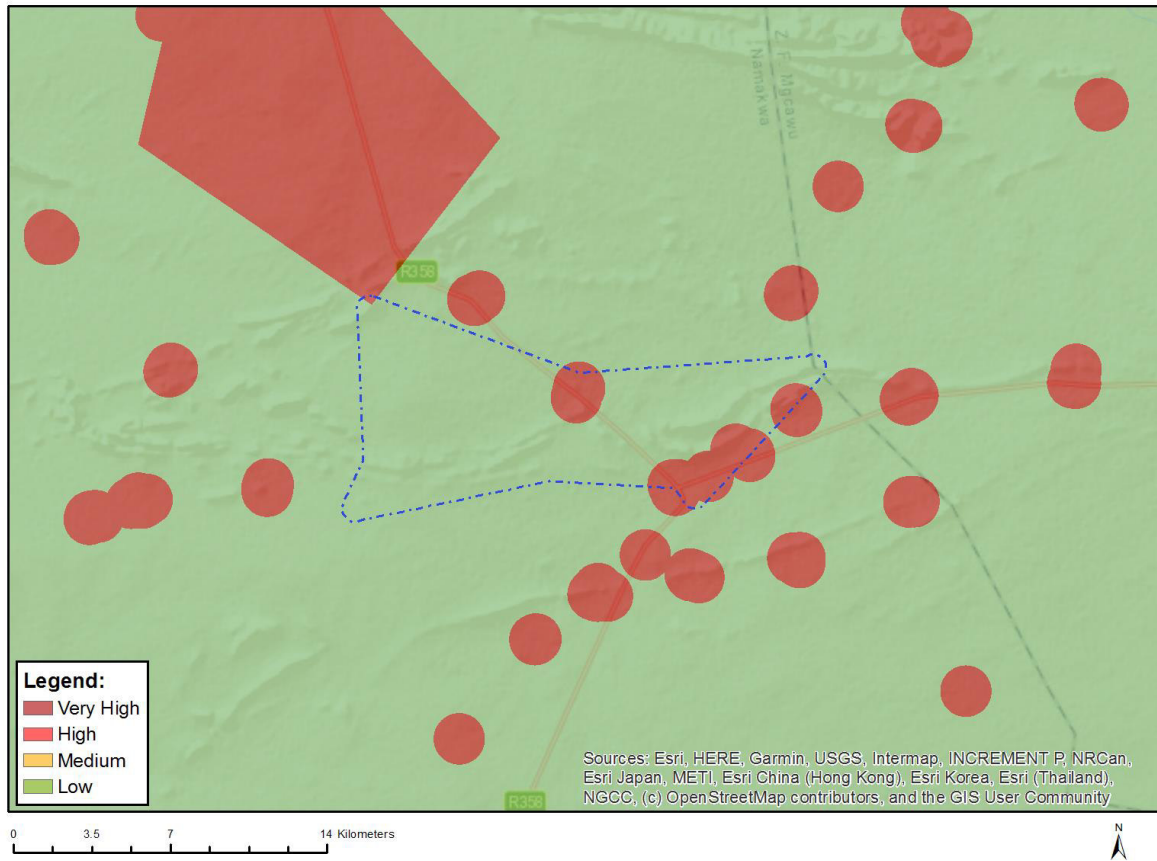 Z F Mgcawu
Namakwa
R358
R358
Legend:
Very High
High
Medium
Low
Sources: Esri, HERE, Garmin, USGS, Intermap, INCREMENT P, NRCan,
Esri Japan, METI, Esri China (Hong Kong), Esri Korea, Esri (Thailand),
NGCC, (c) OpenStreetMap contributors, and the GIS User Community
0 3.5 7 14 Kilometers
N